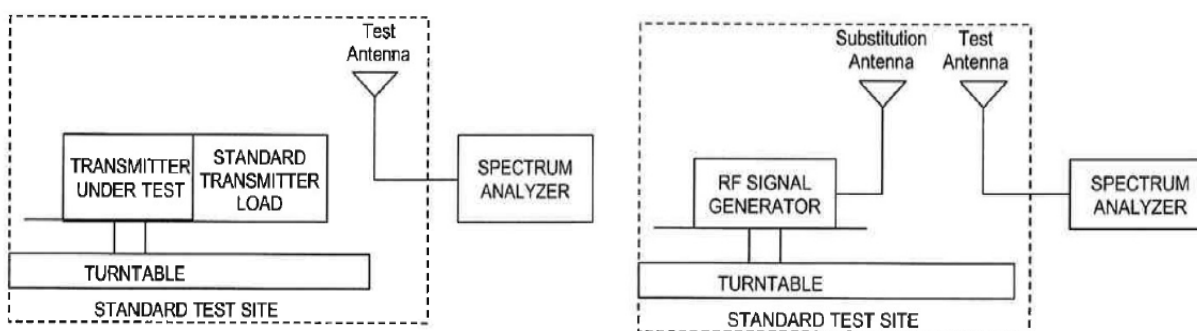 Test
Antenna
TRANSMITTER
UNDER TEST
STANDARD
TRANSMITTER
LOAD
SPECTRUM
ANALYZER
TURNTABLE
STANDARD TEST SITE
Substitution
Antenna
Test
Antenna
RF SIGNAL
GENERATOR
SPECTRUM
ANALYZER
TURNTABLE
STANDARD TEST SITE